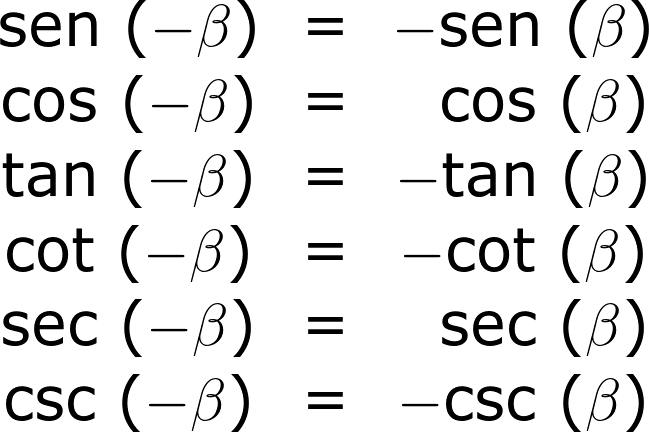 sen (−β) = −sen (β)
cos (−β) = cos (β)
tan (−β) = −tan (β)
cot (−β) = −cot (β)
sec (−β) = sec (β)
csc (−β) = −csc (β)